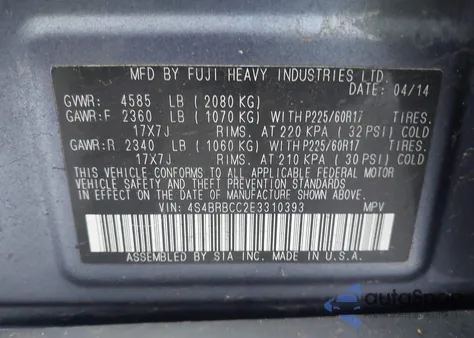 MFD BY FUJI HEAVY INDUSTRIES LTD.
DATE: 04/14
GVWR: 4585 LB (2080 KG)
GAWR:F 2360 LB (1070 KG) WITH P225/60R17 TIRES.
17X7J RIMS. AT 220 KPA (32 PSI) COLD
GAWR:R 2340 LB (1060 KG) WITH P225/60R17 TIRES.
17X7J RIMS. AT 210 KPA (30 PSI) COLD
THIS VEHICLE CONFORMS TO ALL APPLICABLE FEDERAL MOTOR
VEHICLE SAFETY AND BUMPER STANDARDS IN
EFFECT ON THE DATE OF MANUFACTURE SHOWN ABOVE.
VIN: 4S4BRBCC2E3310393 MPV
ASSEMBLED BY SIA INC. MADE IN U.S.A.